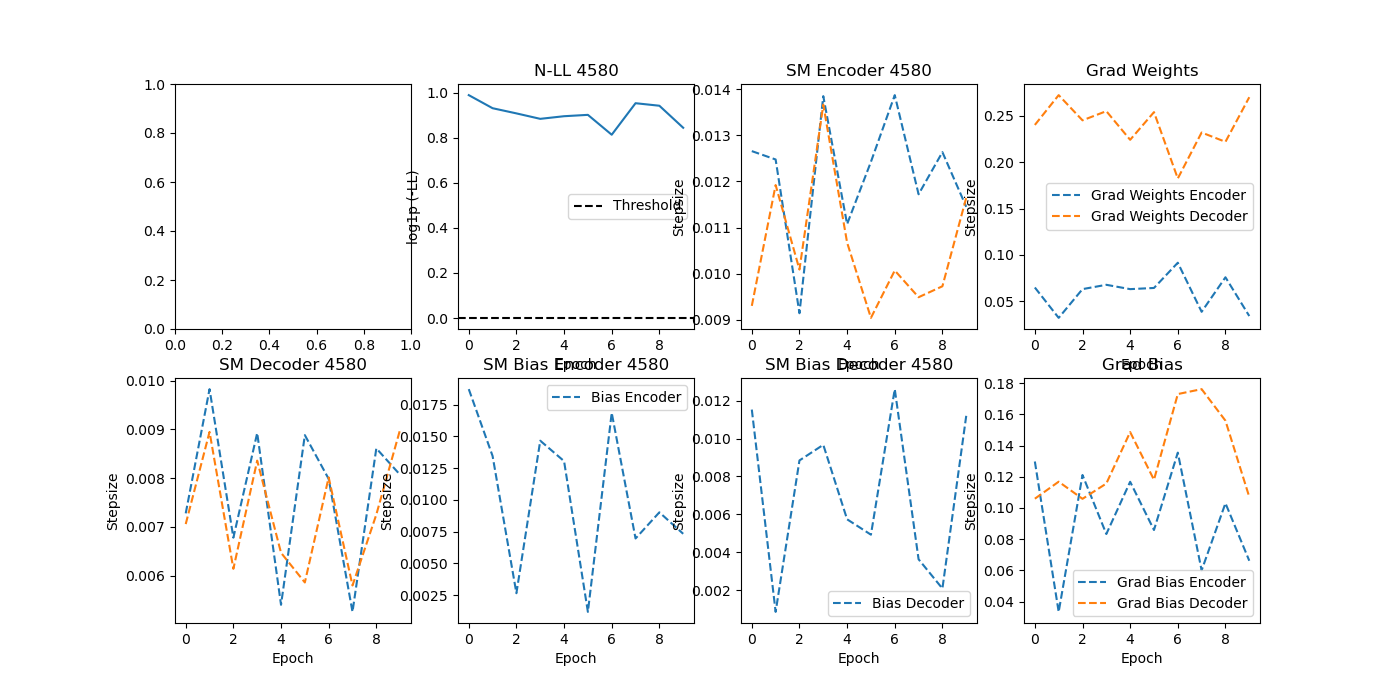 N-LL 4580
SM Encoder 4580
Grad Weights
1.0
0.8
0.6
0.4
0.2
0.0
0.0 0.2 0.4 0.6 0.8 1.0
log1p (-LL)
1.0
0.8
0.6
0.4
0.2
0.0
Threshold
0 2 4 6 8
Epoch
Stepsize
0.014
0.013
0.012
0.011
0.010
0.009
0 2 4 6 8
Epoch
Stepsize
0.25
0.20
0.15
0.10
0.05
Grad Weights Encoder
Grad Weights Decoder
0 2 4 6 8
Epoch
SM Decoder 4580
SM Bias Encoder 4580
SM Bias Decoder 4580
Grad Bias
Stepsize
0.010
0.009
0.008
0.007
0.006
0 2 4 6 8
Epoch
Stepsize
0.0175
0.0150
0.0125
0.0100
0.0075
0.0050
0.0025
Bias Encoder
0 2 4 6 8
Epoch
Stepsize
0.012
0.010
0.008
0.006
0.004
0.002
Bias Decoder
0 2 4 6 8
Epoch
Stepsize
0.18
0.16
0.14
0.12
0.10
0.08
0.06
0.04
Grad Bias Encoder
Grad Bias Decoder
0 2 4 6 8
Epoch